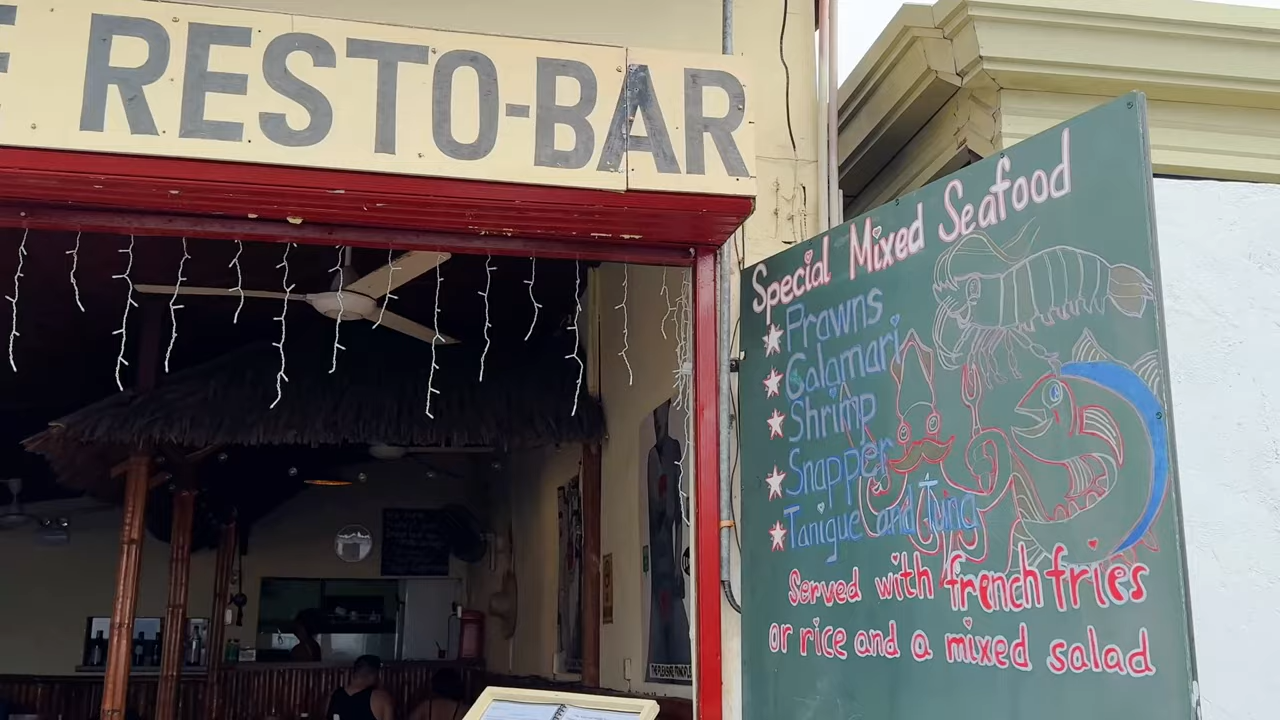 RESTO-BAR
Special Mixed Seafood
Prawns
Calamari
Shrimp
Snapper
Tanigue and Tuna
Served with french fries
or rice and a mixed salad